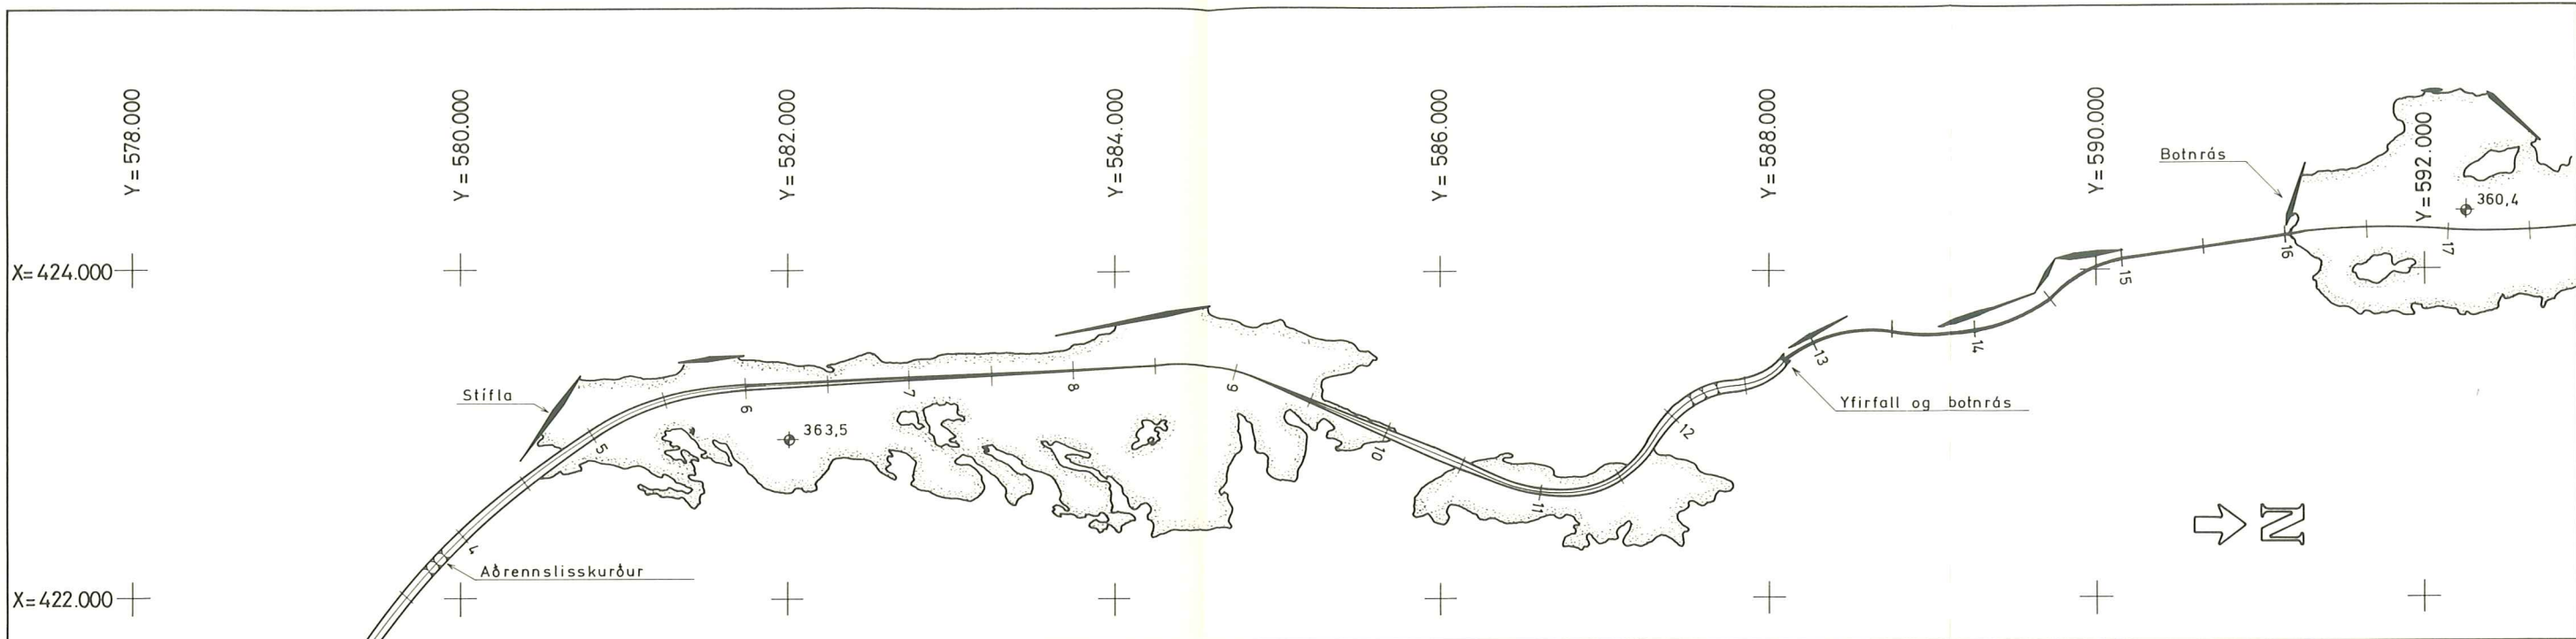 Y=578.000
Y=580.000
Y=582.000
Y=584.000
Y=586.000
Y=588.000
Y=590.000
Y=592.000
Botnrás
360,4
X=424.000
16
17
15
14
13
Stífla
Yfirfall og botnrás
363,5
4
5
6
7
8
9
10
11
12
N
Aðrennslisskurður
X=422.000